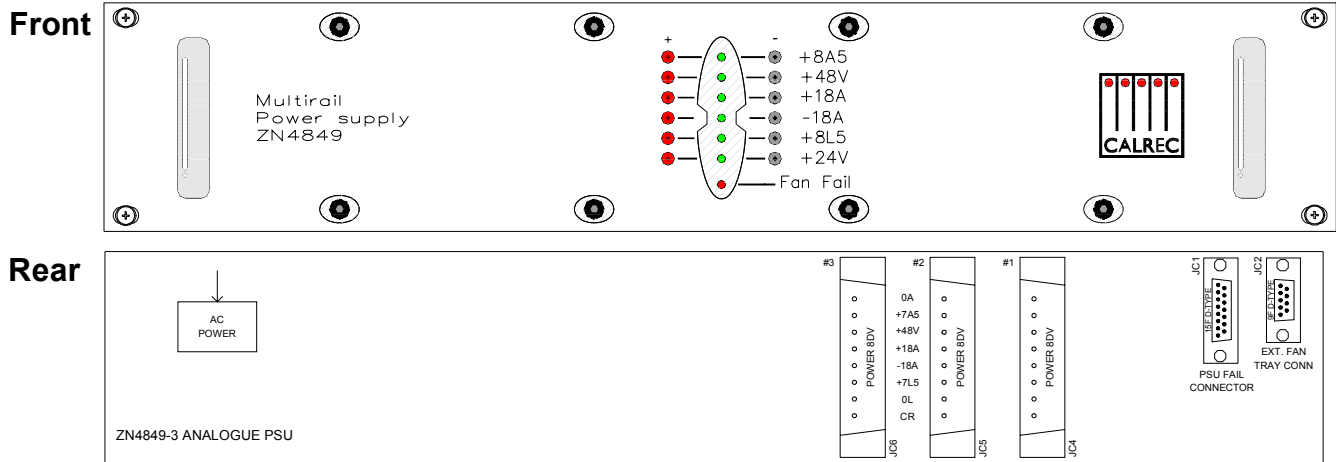 Front
+ -
+8A5
+48V
+18A
-18A
+8L5
+24V
Fan Fail
Multirail
Power supply
ZN4849
CALREC
Rear
AC
POWER
ZN4849-3 ANALOGUE PSU
#3
#2
#1
0A
+7A5
+48V
+18A
-18A
+7L5
0L
CR
POWER 8DV
POWER 8DV
POWER 8DV
JC6
JC5
JC4
JC1
15F D-TYPE
PSU FAIL
CONNECTOR
JC2
9F D-TYPE
EXT. FAN
TRAY CONN